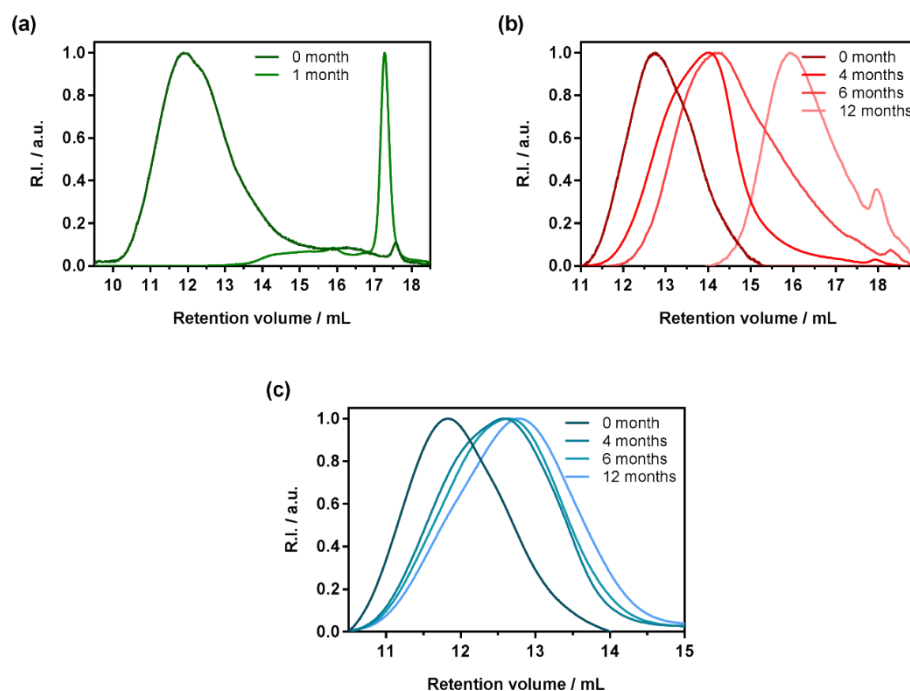 (a)
R.I. / a.u.
1.0
0.8
0.6
0.4
0.2
0.0
0 month
1 month
10 11 12 13 14 15 16 17 18
Retention volume / mL
(b)
R.I. / a.u.
1.0
0.8
0.6
0.4
0.2
0.0
0 month
4 months
6 months
12 months
11 12 13 14 15 16 17 18
Retention volume / mL
(c)
R.I. / a.u.
1.0
0.8
0.6
0.4
0.2
0.0
0 month
4 months
6 months
12 months
11 12 13 14 15
Retention volume / mL